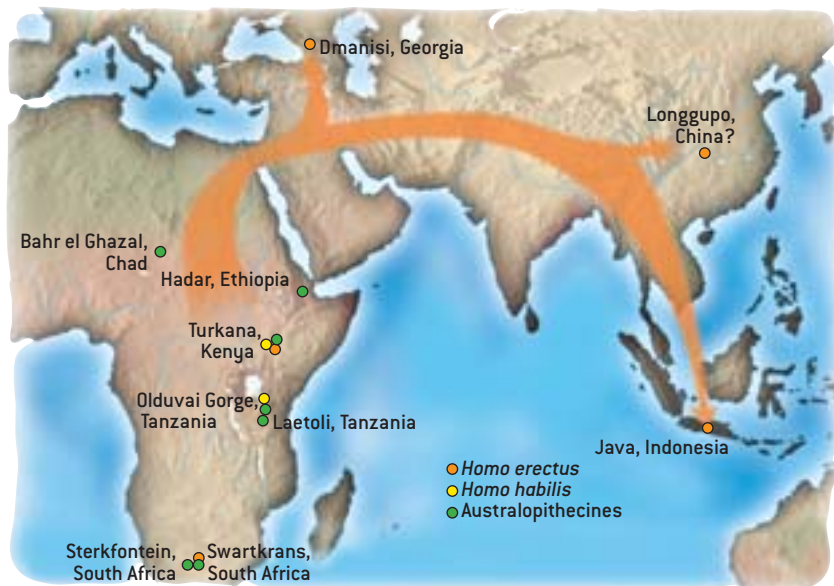 Dmanisi, Georgia
Longgupo,
China?
Bahr el Ghazal,
Chad
Hadar, Ethiopia
Turkana,
Kenya
Olduvai Gorge,
Tanzania
Laetoli, Tanzania
Java, Indonesia
Homo erectus
Homo habilis
Australopithecines
Sterkfontein,
South Africa
Swartkrans,
South Africa